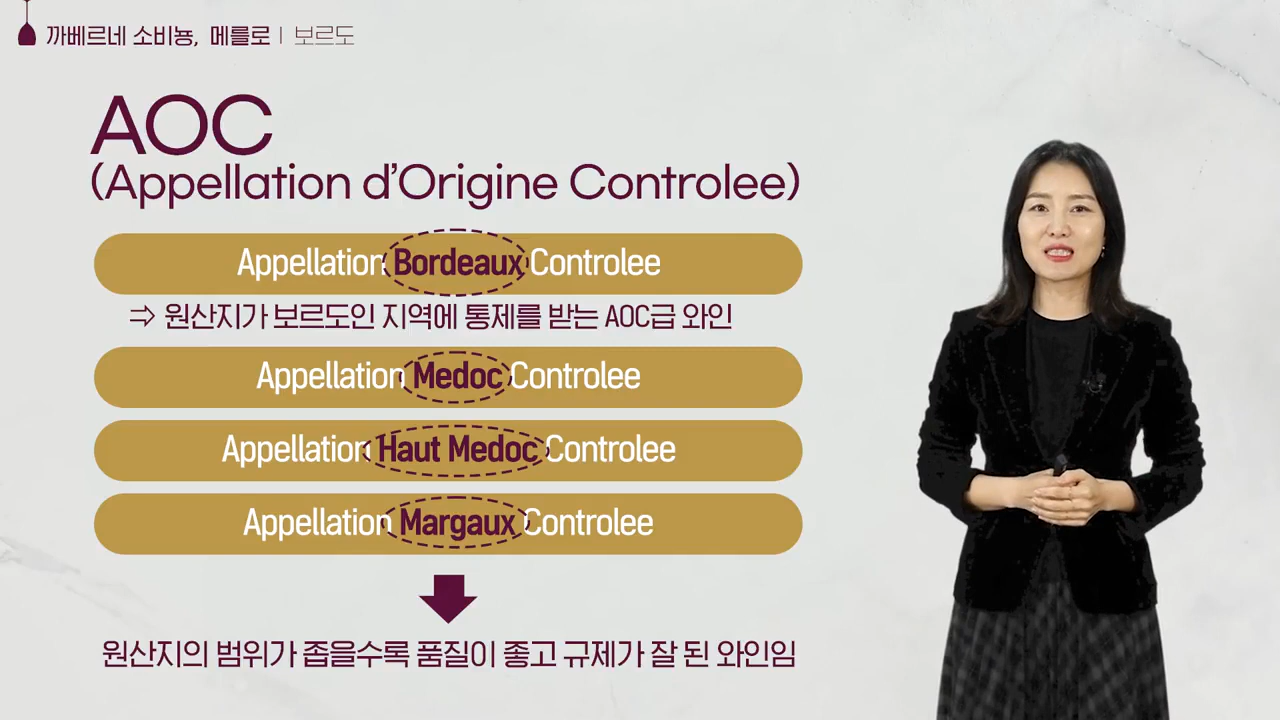 까베르네 소비뇽, 메를로 | 보르도
AOC
(Appellation d’Origine Controlee)
Appellation Bordeaux Controlee
⇒ 원산지가 보르도인 지역에 통제를 받는 AOC급 와인
Appellation Medoc Controlee
Appellation Haut Medoc Controlee
Appellation Margaux Controlee
원산지의 범위가 좁을수록 품질이 좋고 규제가 잘 된 와인임